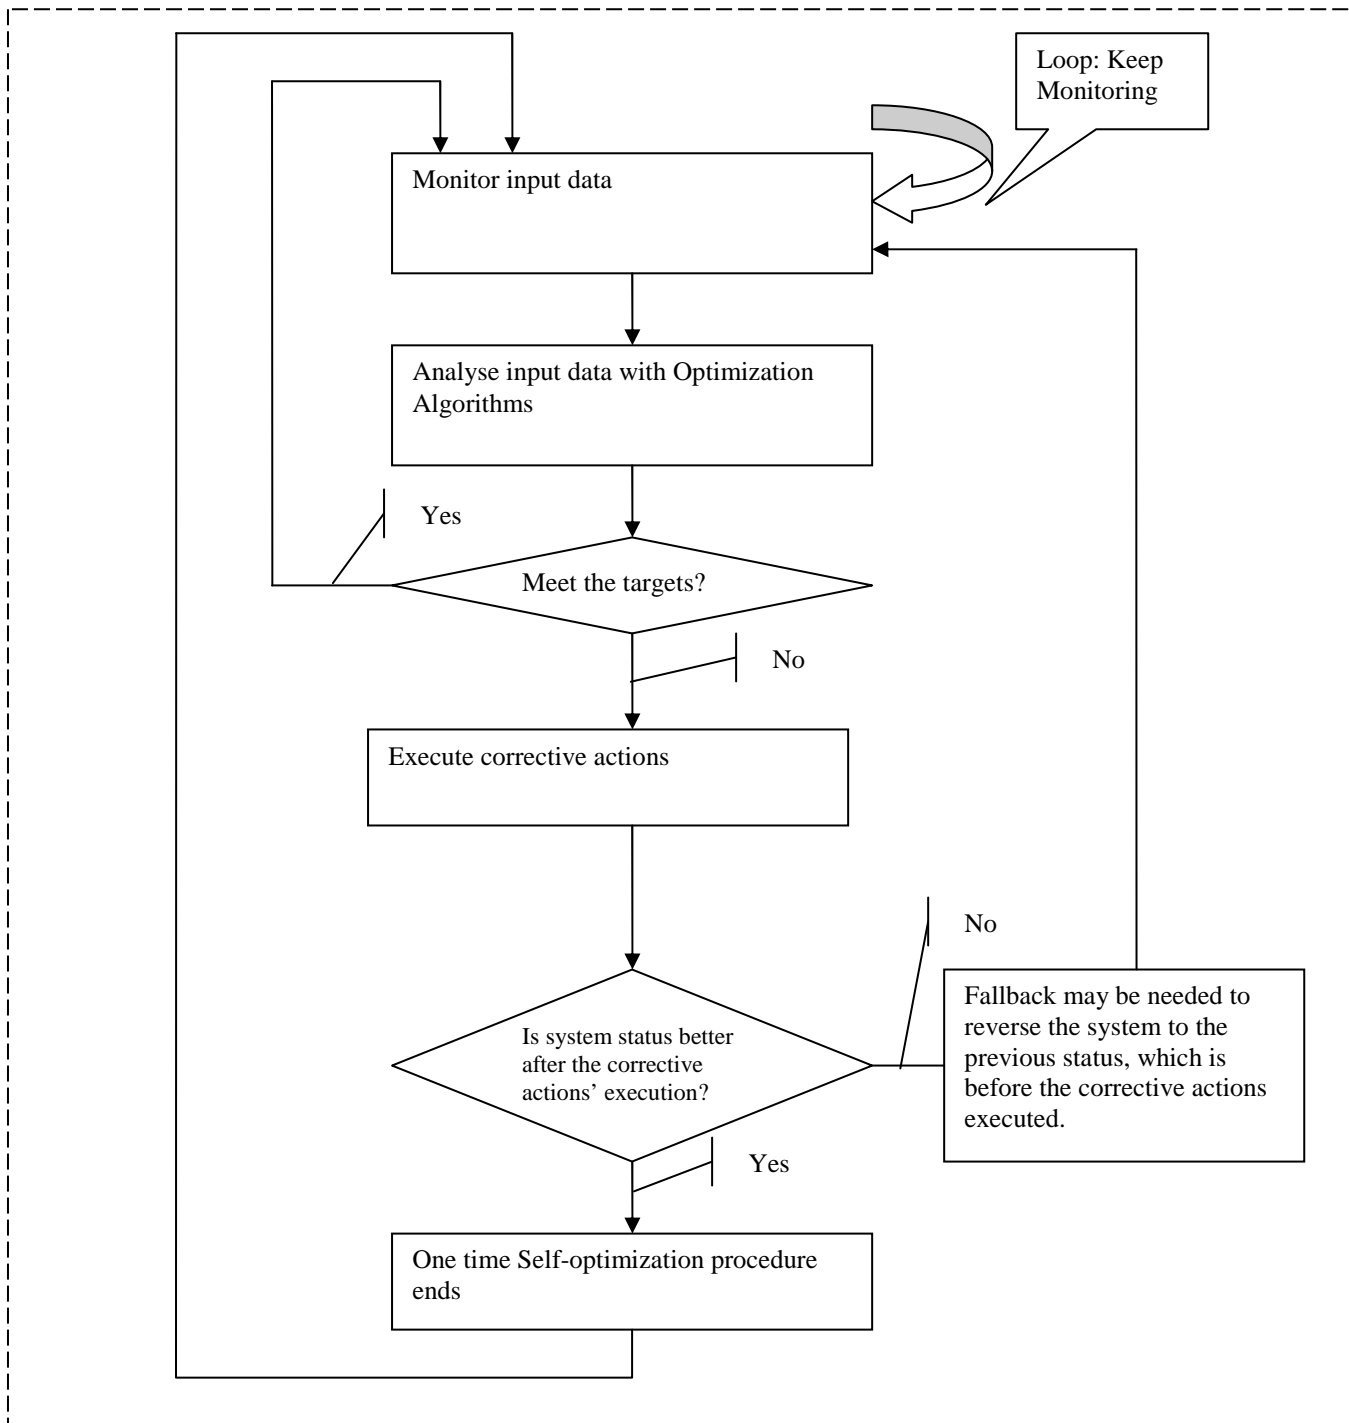 Loop: Keep
Monitoring
Monitor input data
Analyse input data with Optimization
Algorithms
Yes
Meet the targets?
No
Execute corrective actions
No
Is system status better
after the corrective
actions’ execution?
Fallback may be needed to
reverse the system to the
previous status, which is
before the corrective actions
executed.
Yes
One time Self-optimization procedure
ends